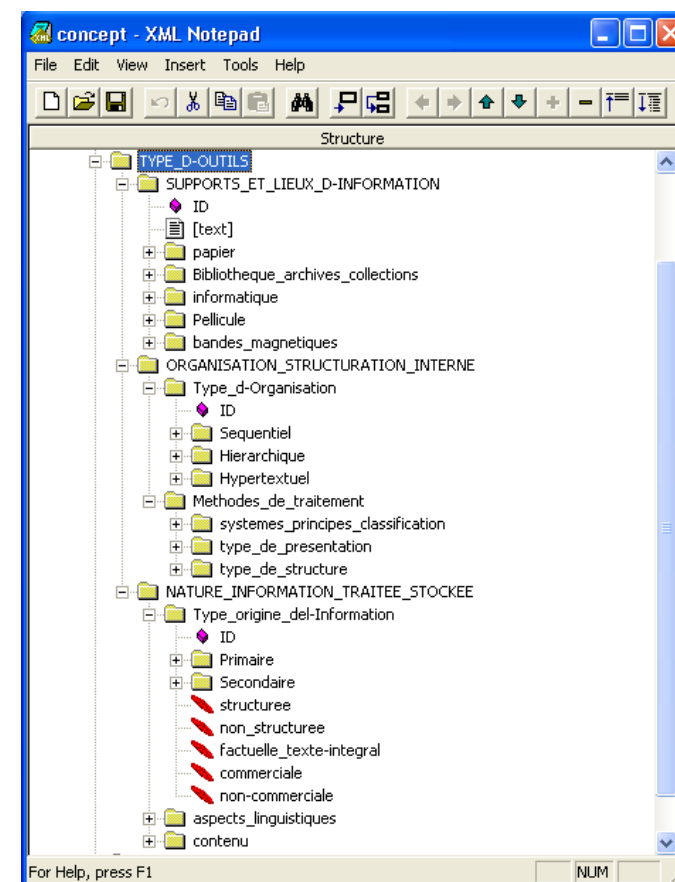 concept - XML Notepad
File Edit View Insert Tools Help
Structure
TYPE_D-OUTILS
SUPPORTS_ET_LIEUX_D-INFORMATION
ID
[text]
papier
Bibliotheque_archives_collections
informatique
Pellicule
bandes_magnetiques
ORGANISATION_STRUCTURATION_INTERNE
Type_d-Organisation
ID
Sequentiel
Hierarchique
Hypertextuel
Methodes_de_traitement
systemes_principes_classification
type_de_presentation
type_de_structure
NATURE_INFORMATION_TRAITEE_STOCKEE
Type_origine_del-Information
ID
Primaire
Secondaire
structuree
non_structuree
factuelle_texte-integral
commerciale
non-commerciale
aspects_linguistiques
contenu
For Help, press F1 NUM